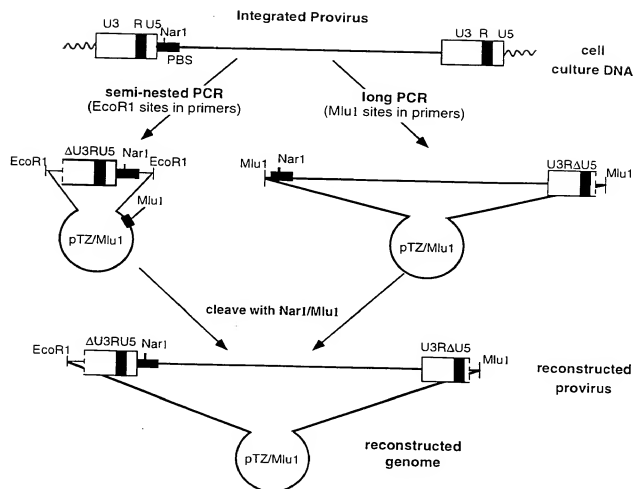 Integrated Provirus
U3 R U5 Nar1
PBS
U3 R U5
cell
culture DNA
semi-nested PCR
(EcoR1 sites in primers)
long PCR
(Mlu1 sites in primers)
EcoR1 ΔU3RU5 Nar1 EcoR1
Mlu1
pTZ/Mlu1
Mlu1 Nar1
U3RΔU5 Mlu1
pTZ/Mlu1
cleave with Nar1/Mlu1
EcoR1 ΔU3RU5 Nar1
U3RΔU5 Mlu1
reconstructed
provirus
pTZ/Mlu1
reconstructed
genome